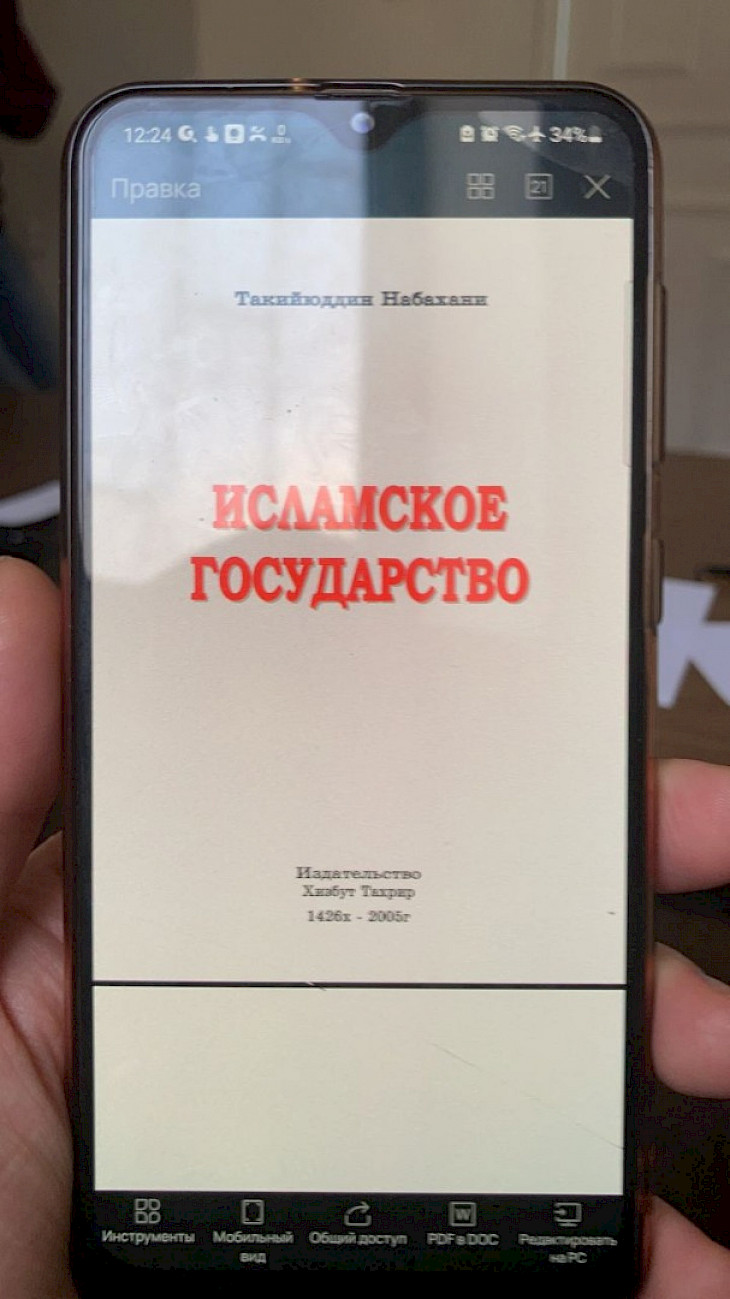 12:24
34%
Правка
21
Такийюддин Набахани
ИСЛАМСКОЕ
ГОСУДАРСТВО
Издательство
Хизбут Тахрир
1426х - 2005г
W
Инструменты
Мобильный
вид
Общий доступ
PDF в DOC
Редактировать
на PC